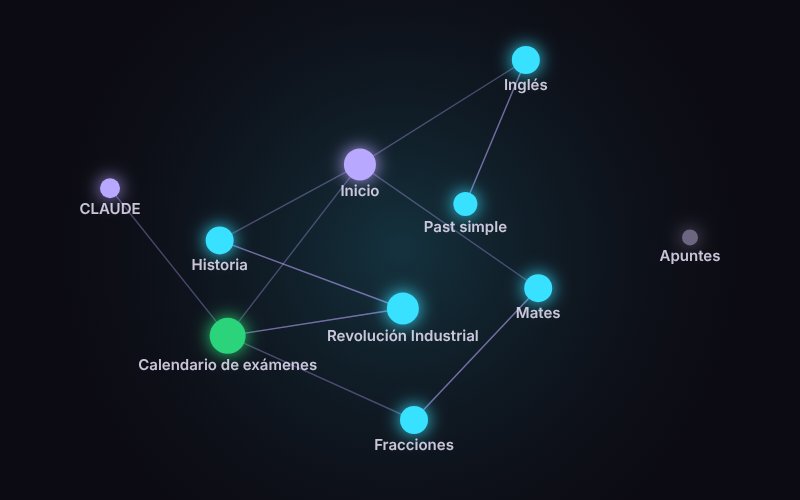 Inglés
Inicio
CLAUDE
Past simple
Historia
Apuntes
Mates
Revolución Industrial
Calendario de exámenes
Fracciones